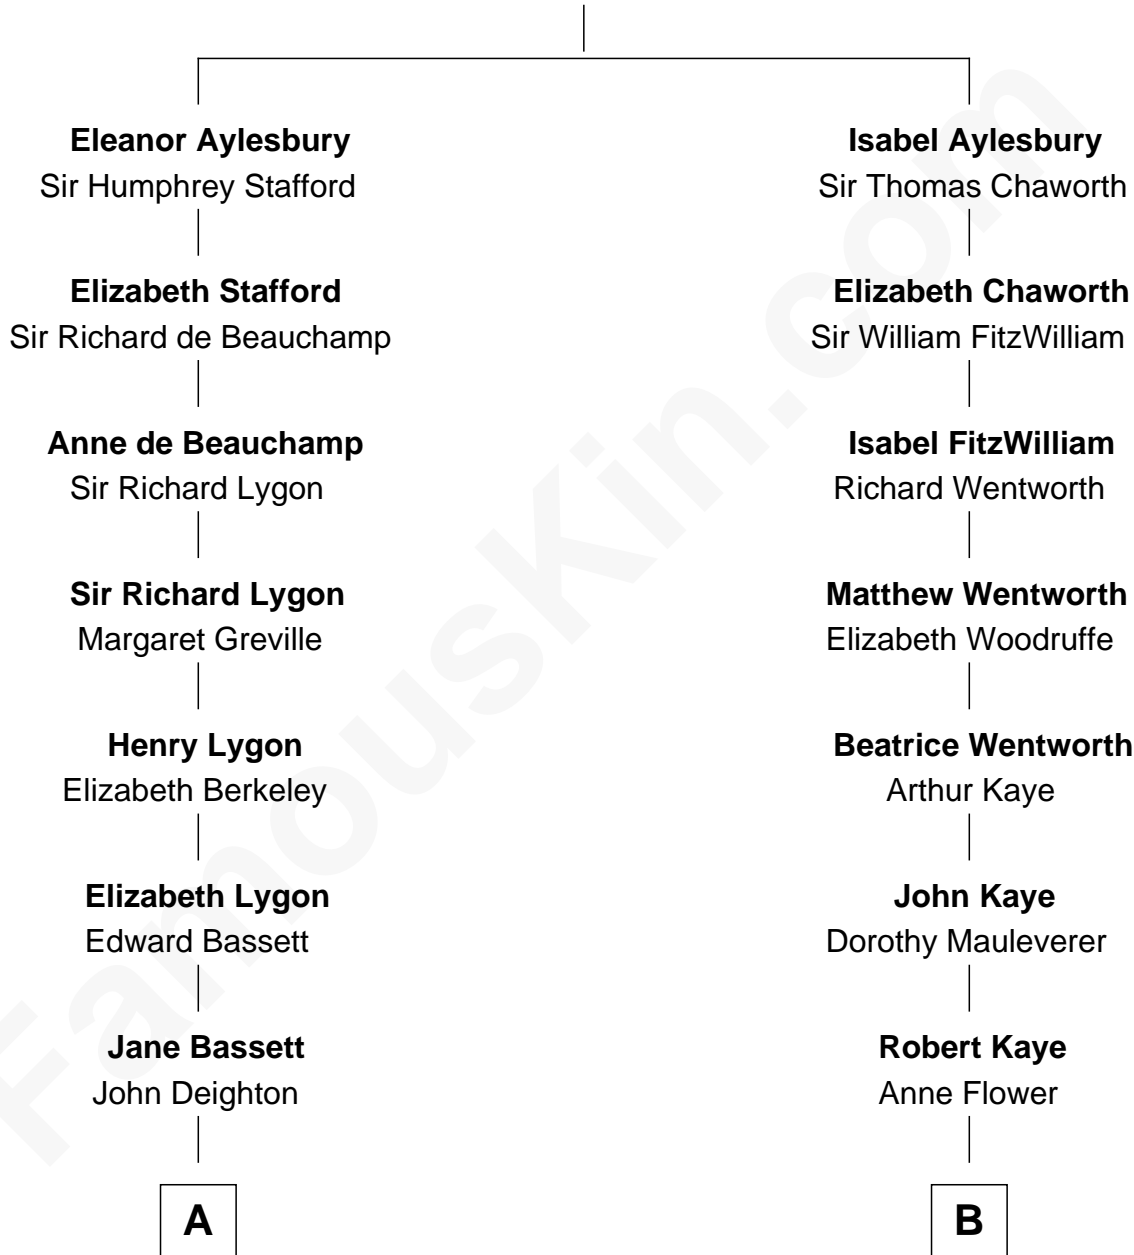 Eleanor Aylesbury
Sir Humphrey Stafford
Elizabeth Stafford
Sir Richard de Beauchamp
Anne de Beauchamp
Sir Richard Lygon
Sir Richard Lygon
Margaret Greville
Henry Lygon
Elizabeth Berkeley
Elizabeth Lygon
Edward Bassett
Jane Bassett
John Deighton
A
Isabel Aylesbury
Sir Thomas Chaworth
Elizabeth Chaworth
Sir William FitzWilliam
Isabel FitzWilliam
Richard Wentworth
Matthew Wentworth
Elizabeth Woodruffe
Beatrice Wentworth
Arthur Kaye
John Kaye
Dorothy Mauleverer
Robert Kaye
Anne Flower
B
FamousKin.com